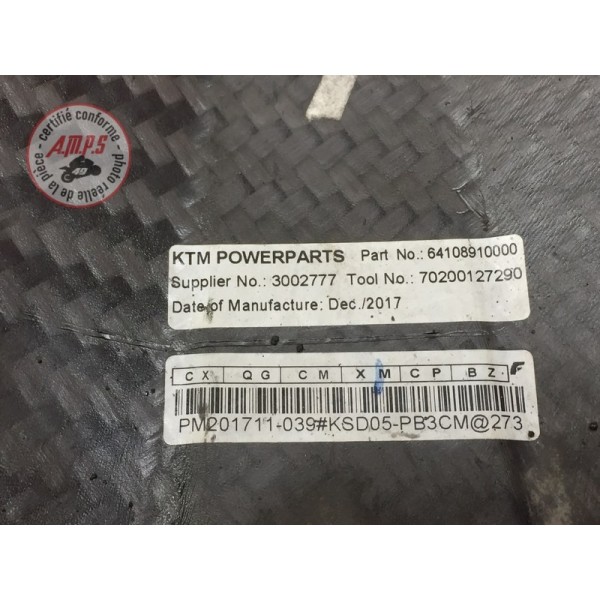 certifié conforme - photo réelle de la pièce -
A.M.P.S
49
KTM POWERPARTS Part No.: 64108910000
Supplier No.: 3002777 Tool No.: 70200127290
Date of Manufacture: Dec./2017
CX QG CM XM CP BZ
PM201711-039#KSD05-PB3CM@273